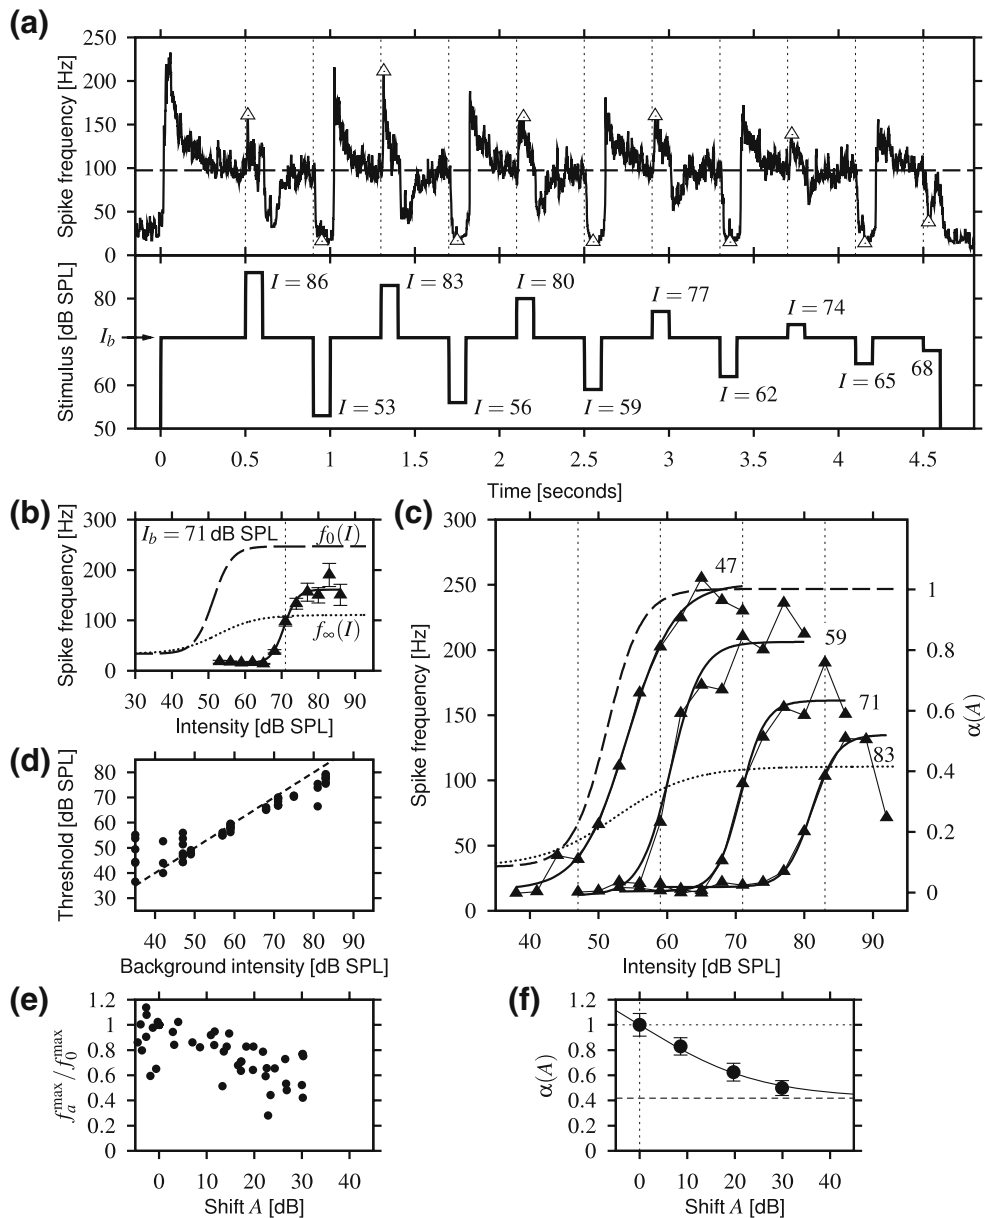 (a)
250
200
150
100
50
0
Spike frequency [Hz]
80
I_b
60
50
Stimulus [dB SPL]
I = 86
I = 83
I = 80
I = 77
I = 74
I = 53
I = 56
I = 59
I = 62
I = 65
68
0 0.5 1 1.5 2 2.5 3 3.5 4 4.5
Time [seconds]
(b)
300
200
100
0
Spike frequency [Hz]
I_b = 71 dB SPL
f_0(I)
f_∞(I)
30 40 50 60 70 80 90
Intensity [dB SPL]
(c)
300
250
200
150
100
50
0
Spike frequency [Hz]
47
59
71
83
1
0.8
0.6
0.4
0.2
0
α(A)
40 50 60 70 80 90
Intensity [dB SPL]
(d)
80
70
60
50
40
30
Threshold [dB SPL]
40 50 60 70 80 90
Background intensity [dB SPL]
(e)
1.2
1
0.8
0.6
0.4
0.2
0
f_a^max / f_0^max
0 10 20 30 40
Shift A [dB]
(f)
1.2
1
0.8
0.6
0.4
0.2
0
α(A)
0 10 20 30 40
Shift A [dB]